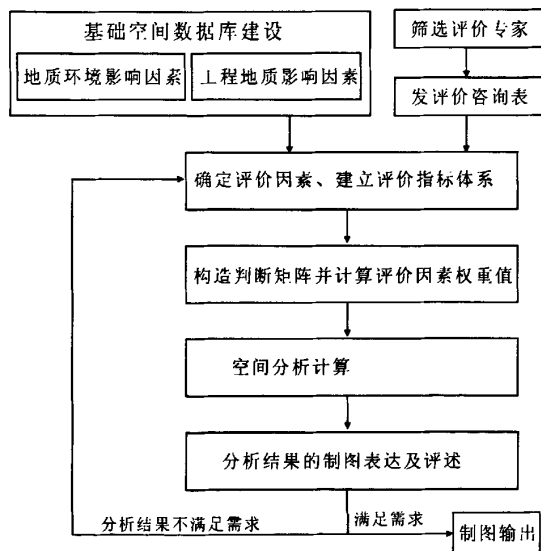 基础空间数据库建设
地质环境影响因素
工程地质影响因素
筛选评价专家
发评价咨询表
确定评价因素、建立评价指标体系
构造判断矩阵并计算评价因素权重值
空间分析计算
分析结果的制图表达及评述
分析结果不满足需求
满足需求
制图输出